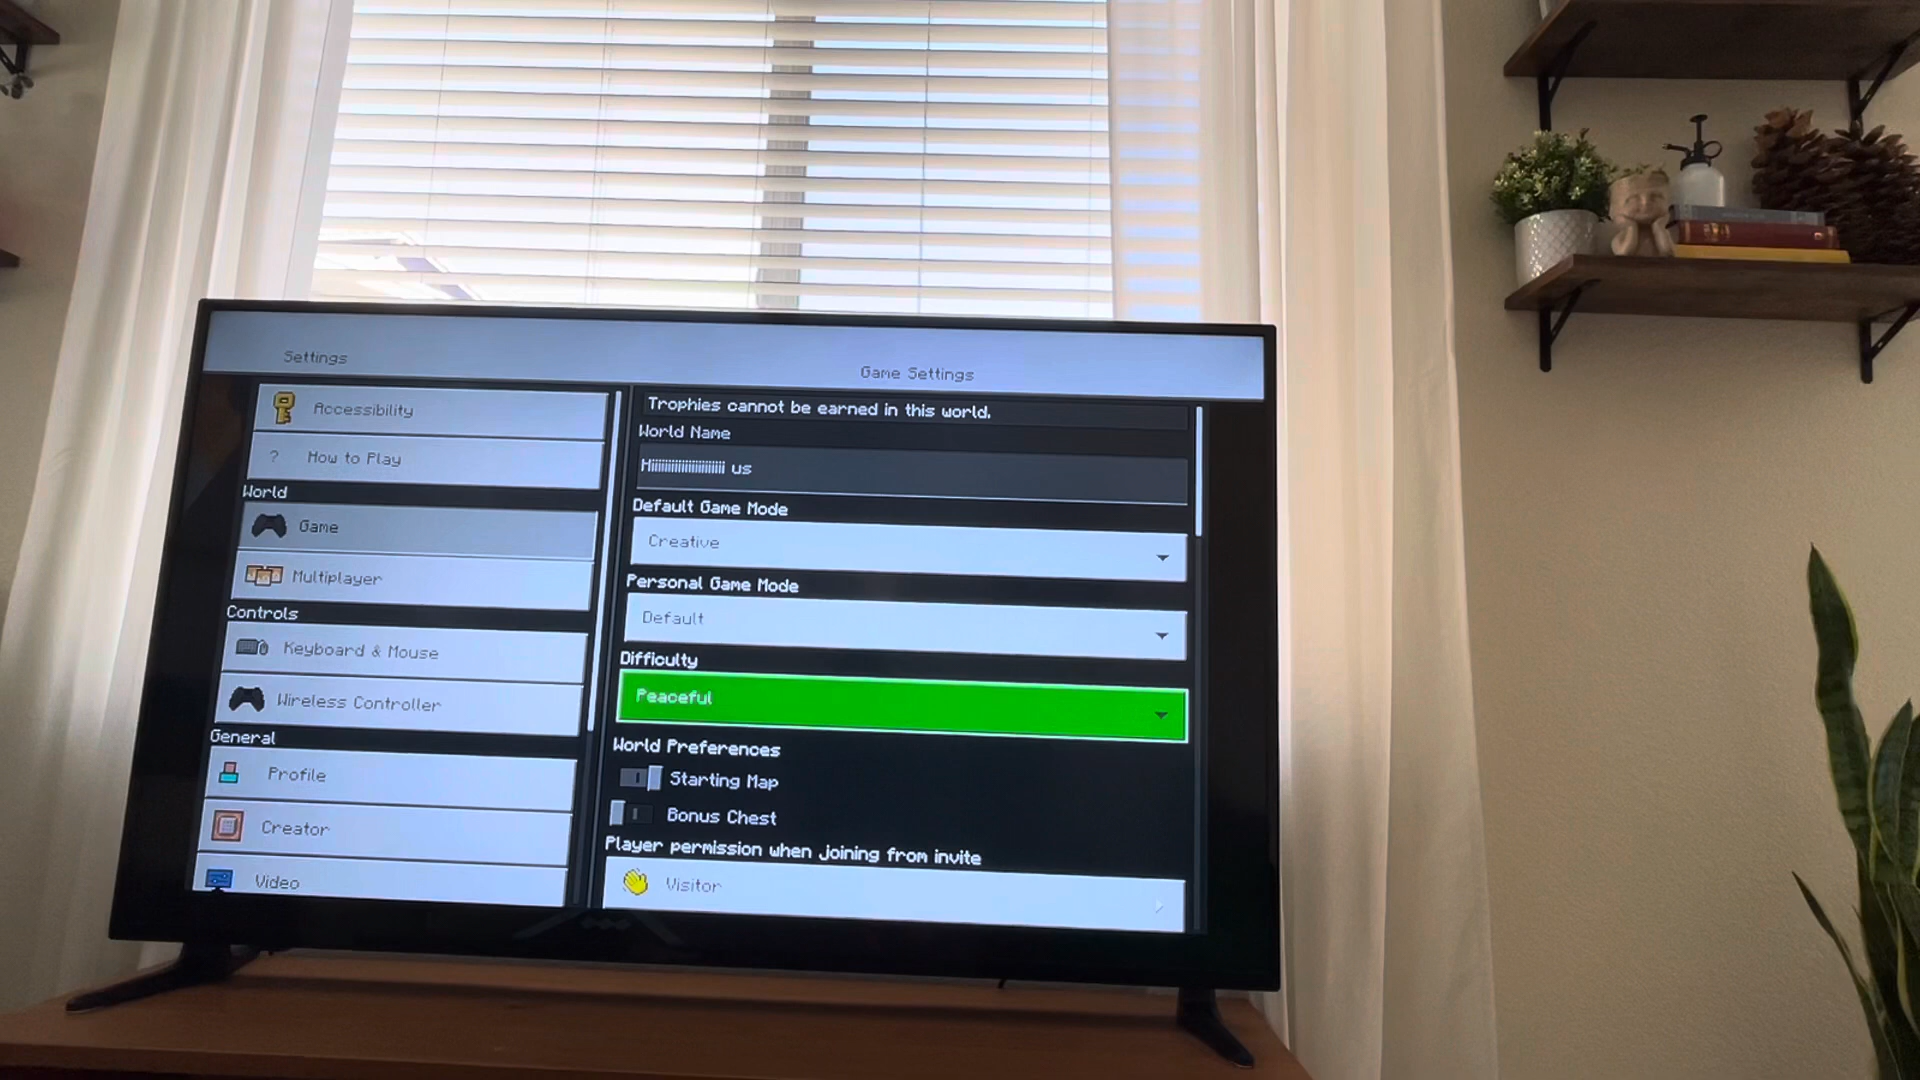 Settings
Game Settings
Accessibility
? How to Play
World
Game
Multiplayer
Controls
Keyboard & Mouse
Wireless Controller
General
Profile
Creator
Video
Trophies cannot be earned in this world.
World Name
Default Game Mode
Creative
Personal Game Mode
Default
Difficulty
Peaceful
World Preferences
Starting Map
Bonus Chest
Player permission when joining from invite
Visitor